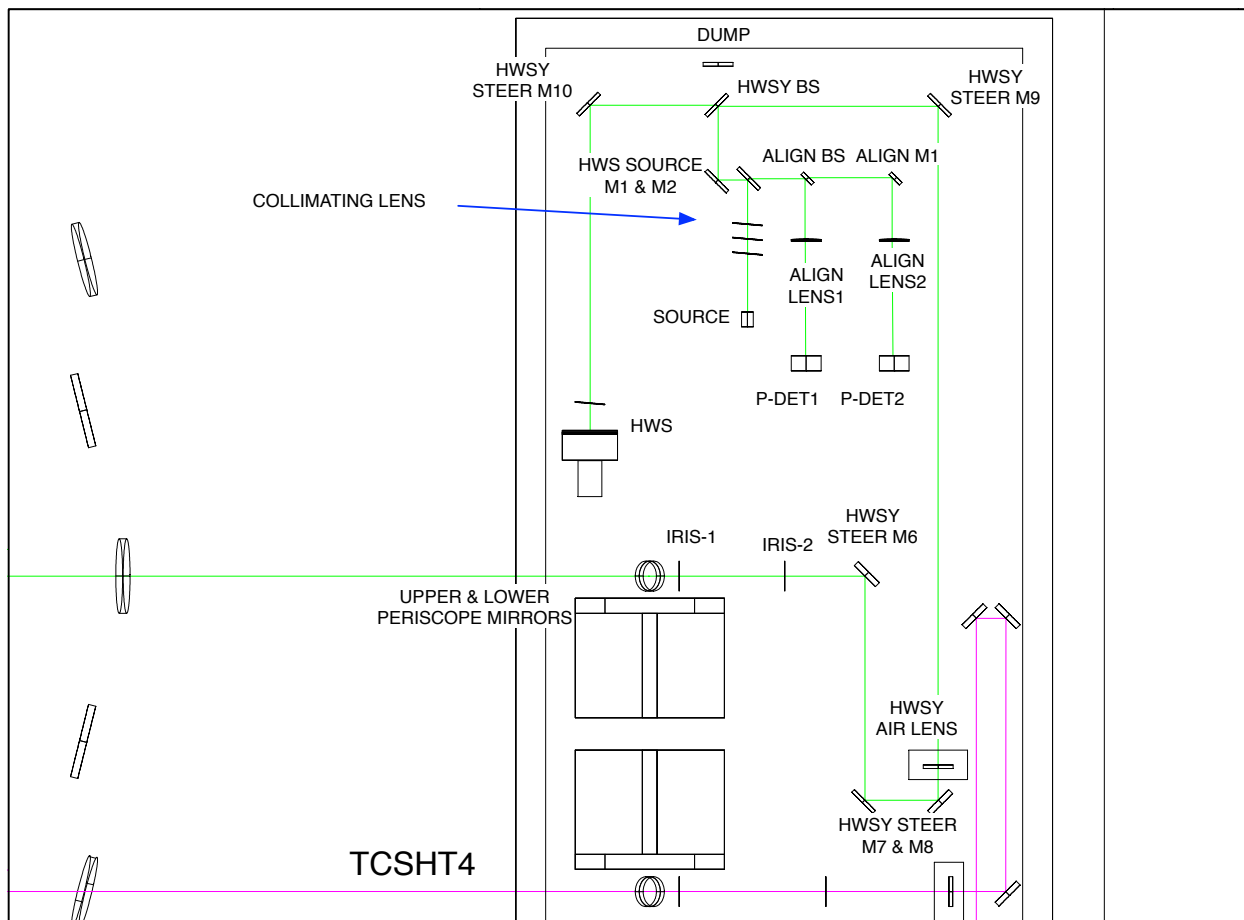 DUMP
HWSY
STEER M10
HWSY BS
HWSY
STEER M9
HWS SOURCE
M1 & M2
ALIGN BS
ALIGN M1
COLLIMATING LENS
ALIGN
LENS1
ALIGN
LENS2
SOURCE
P-DET1
P-DET2
HWS
IRIS-1
IRIS-2
HWSY
STEER M6
UPPER & LOWER
PERISCOPE MIRRORS
HWSY
AIR LENS
HWSY STEER
M7 & M8
TCSHT4